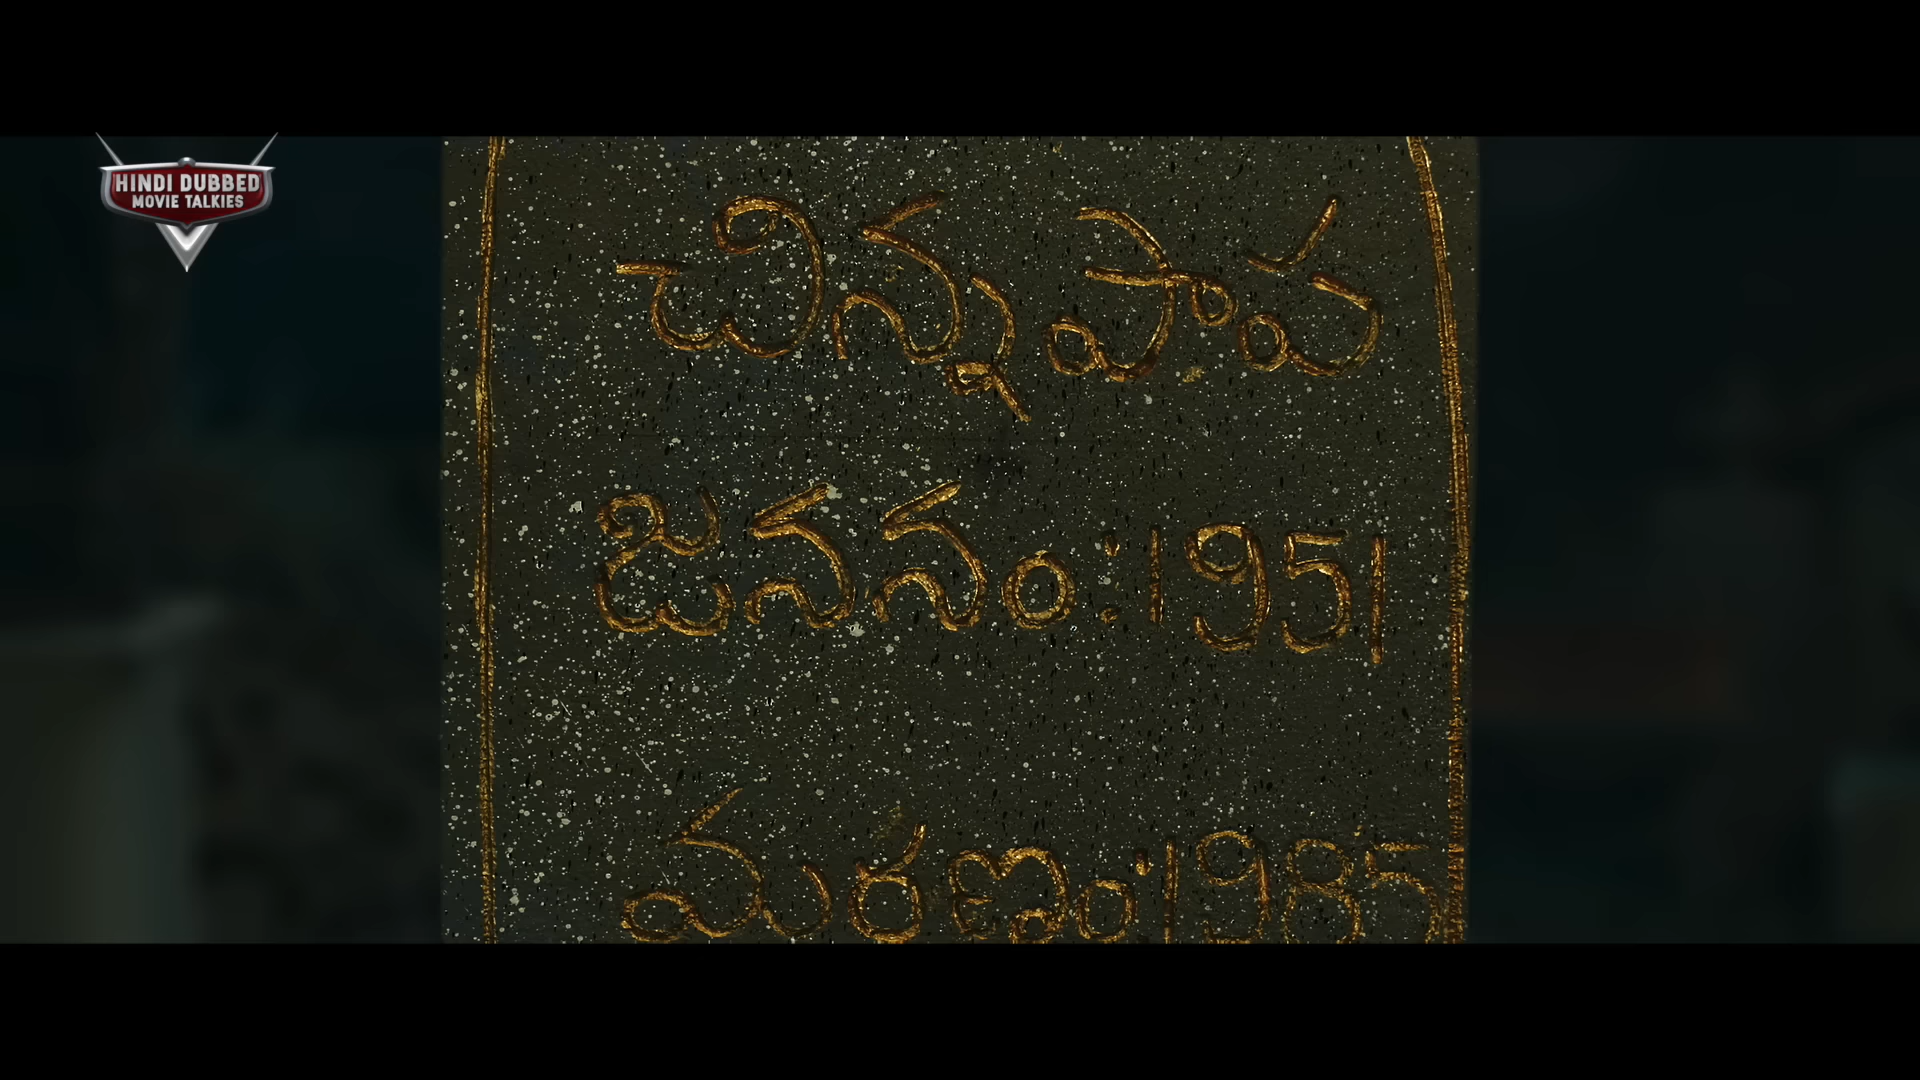 HINDI DUBBED
MOVIE TALKIES
చిన్న పాప
జననం: 1951
మరణం: 1985